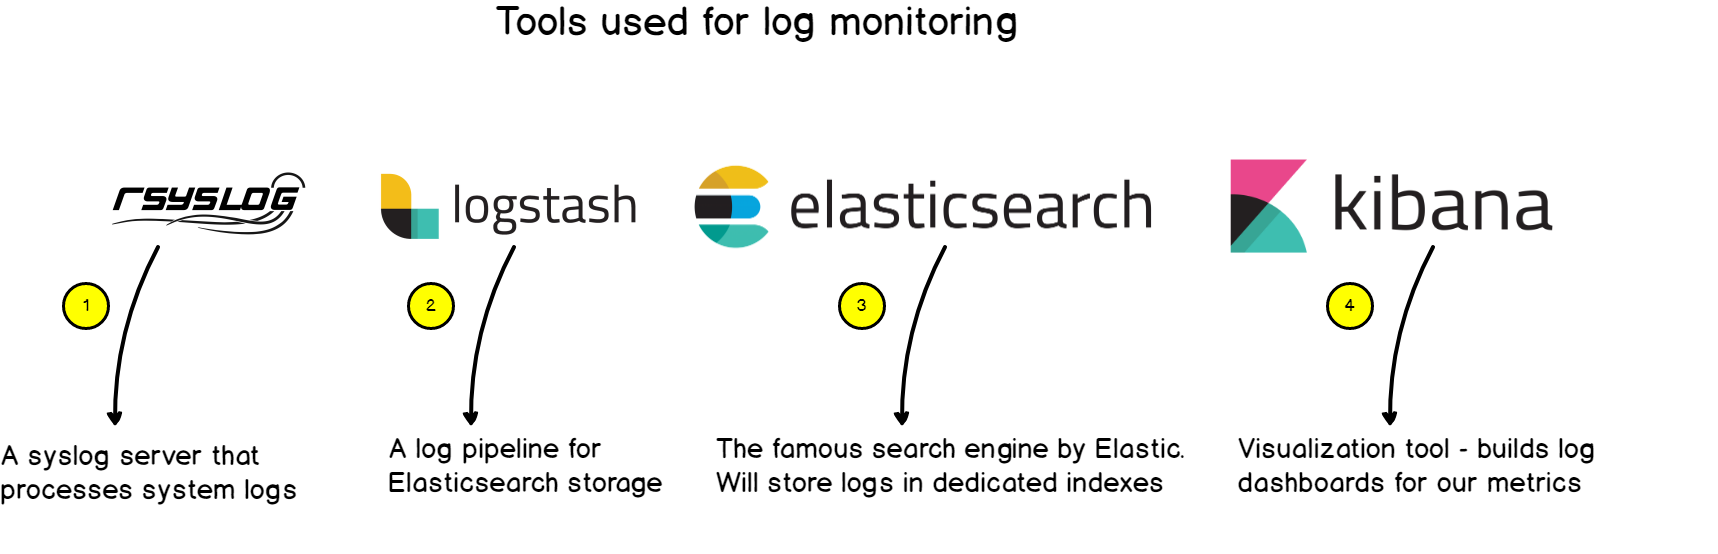 Tools used for log monitoring
rsyslog
logstash
elasticsearch
kibana
1
2
3
4
A syslog server that
processes system logs
A log pipeline for
Elasticsearch storage
The famous search engine by Elastic.
Will store logs in dedicated indexes
Visualization tool - builds log
dashboards for our metrics